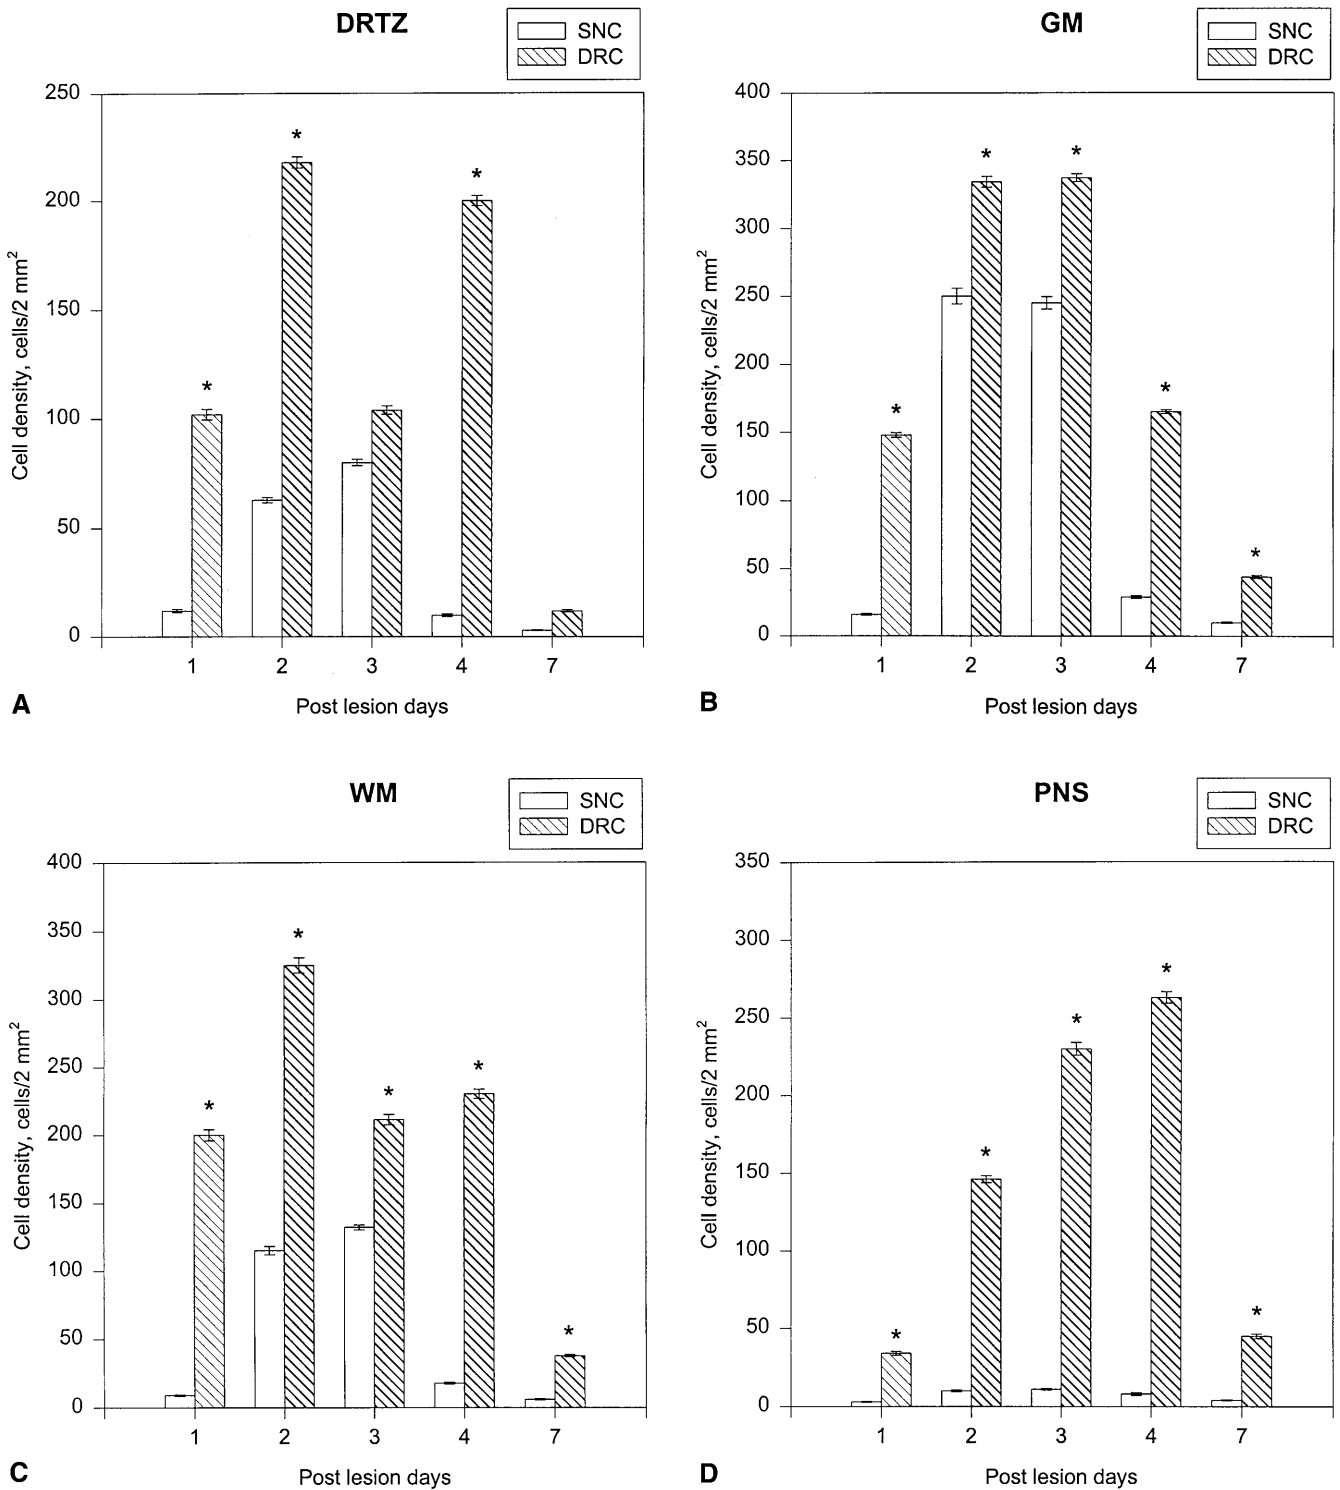 DRTZ
SNC
DRC
250
200
150
100
50
0
Cell density, cells/2 mm²
* * *
1 2 3 4 7
Post lesion days
A
GM
SNC
DRC
400
350
300
250
200
150
100
50
0
Cell density, cells/2 mm²
* * * * *
1 2 3 4 7
Post lesion days
B
WM
SNC
DRC
400
350
300
250
200
150
100
50
0
Cell density, cells/2 mm²
* * * * *
1 2 3 4 7
Post lesion days
C
PNS
SNC
DRC
350
300
250
200
150
100
50
0
Cell density, cells/2 mm²
* * * * *
1 2 3 4 7
Post lesion days
D